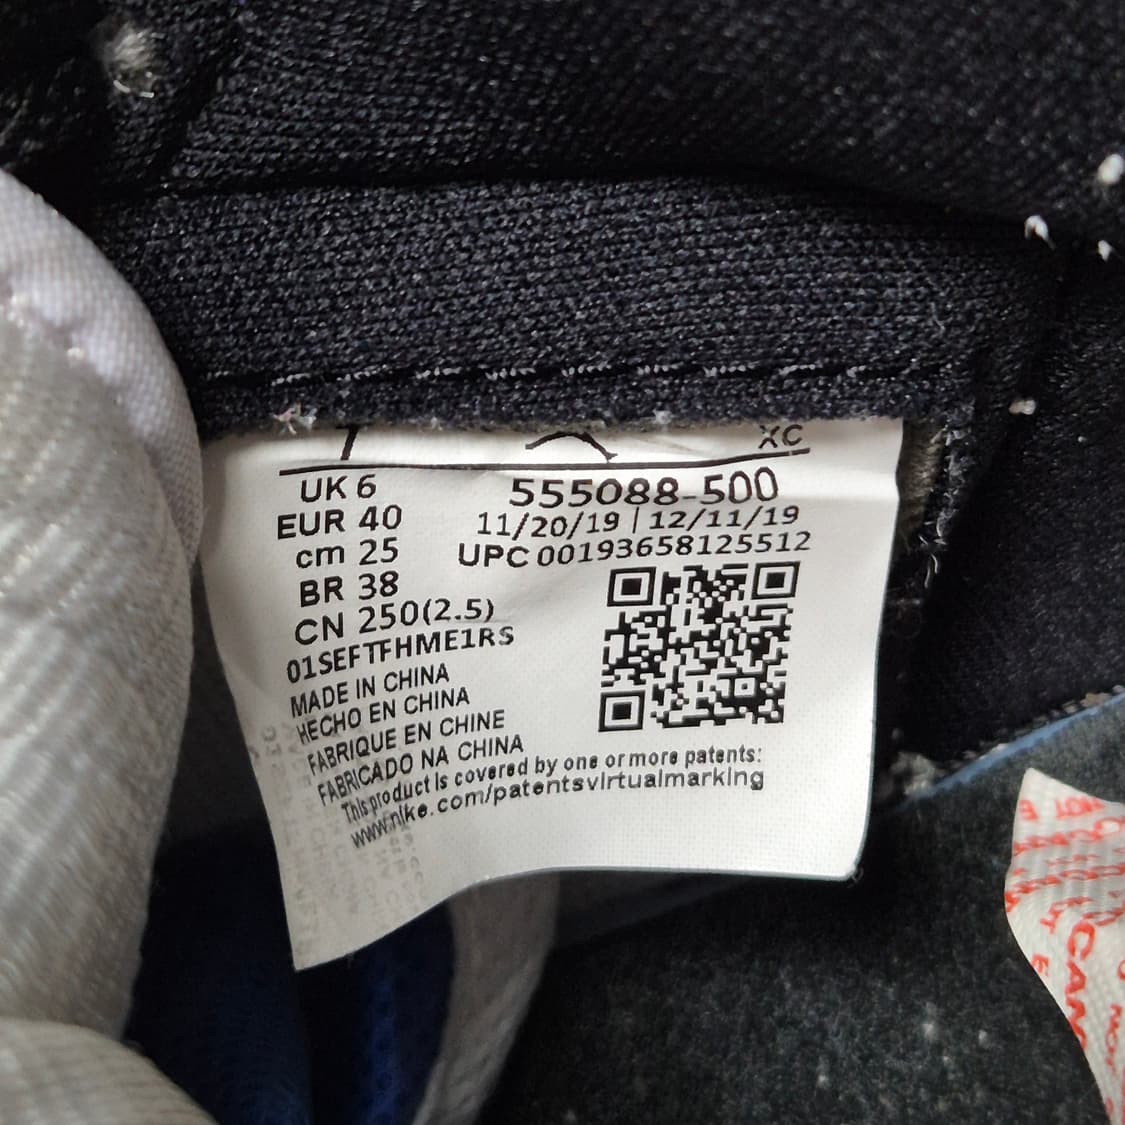 7 XC
UK 6 555088-500
EUR 40 11/20/19 | 12/11/19
cm 25 UPC 00193658125512
BR 38
CN 250(2.5)
01SEFTFHME1RS
MADE IN CHINA
HECHO EN CHINA
FABRIQUE EN CHINE
FABRICADO NA CHINA
This product is covered by one or more patents:
www.nike.com/patentsvirtualmarking